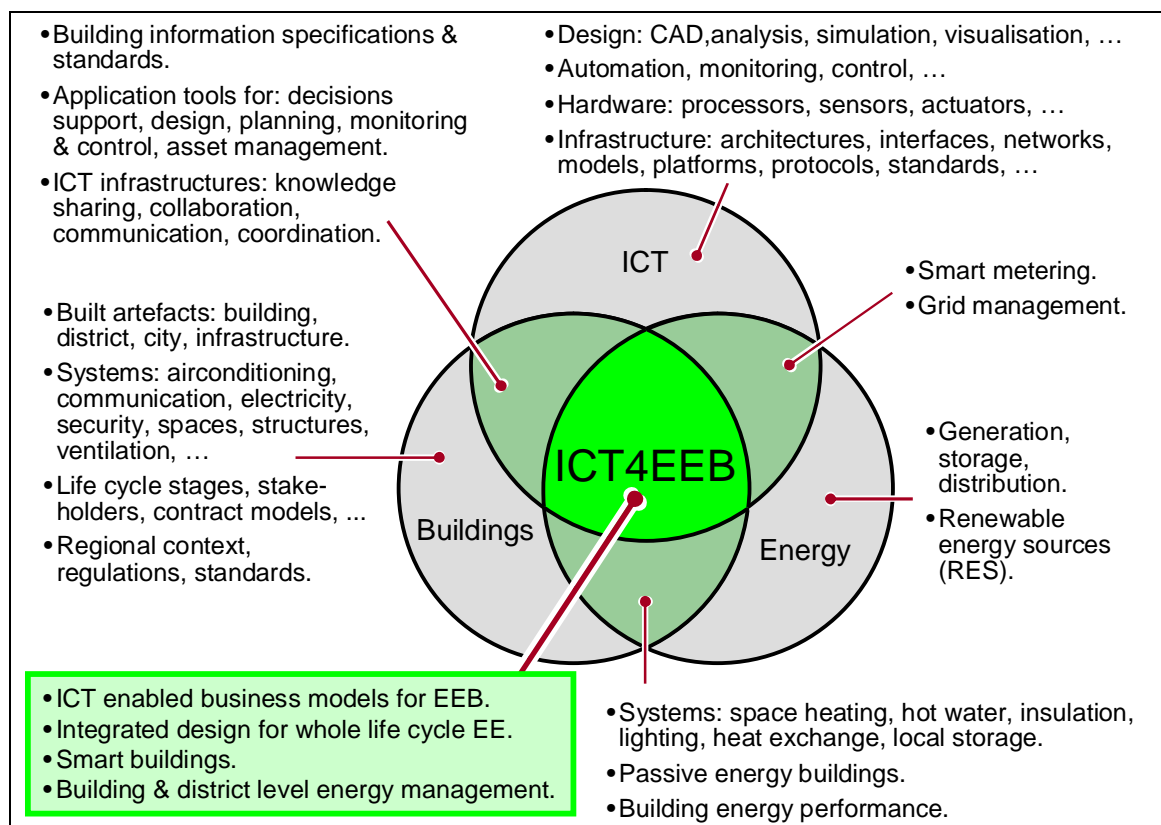 •Building information specifications &
standards.
•Application tools for: decisions
support, design, planning, monitoring
& control, asset management.
•ICT infrastructures: knowledge
sharing, collaboration,
communication, coordination.
•Design: CAD,analysis, simulation, visualisation, …
•Automation, monitoring, control, …
•Hardware: processors, sensors, actuators, …
•Infrastructure: architectures, interfaces, networks,
models, platforms, protocols, standards, …
ICT
•Smart metering.
•Grid management.
•Built artefacts: building,
district, city, infrastructure.
•Systems: airconditioning,
communication, electricity,
security, spaces, structures,
ventilation, …
•Life cycle stages, stake-
holders, contract models, ...
•Regional context,
regulations, standards.
ICT4EEB
Buildings
Energy
•Generation,
storage,
distribution.
•Renewable
energy sources
(RES).
•ICT enabled business models for EEB.
•Integrated design for whole life cycle EE.
•Smart buildings.
•Building & district level energy management.
•Systems: space heating, hot water, insulation,
lighting, heat exchange, local storage.
•Passive energy buildings.
•Building energy performance.